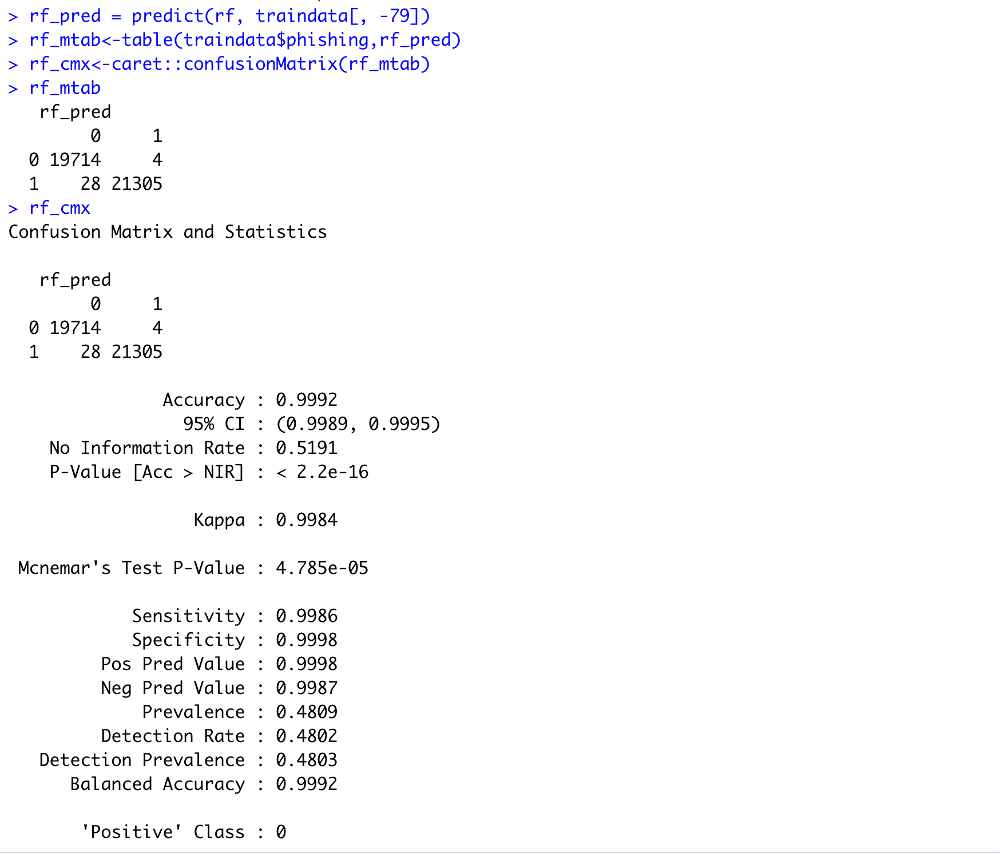 > rf_pred = predict(rf, traindata[, -79])
> rf_mtab<-table(traindata$phishing,rf_pred)
> rf_cmx<-caret::confusionMatrix(rf_mtab)
> rf_mtab
   rf_pred
        0     1
  0 19714     4
  1    28 21305
> rf_cmx
Confusion Matrix and Statistics

   rf_pred
        0     1
  0 19714     4
  1    28 21305

               Accuracy : 0.9992
                 95% CI : (0.9989, 0.9995)
    No Information Rate : 0.5191
    P-Value [Acc > NIR] : < 2.2e-16

                  Kappa : 0.9984

 Mcnemar's Test P-Value : 4.785e-05

            Sensitivity : 0.9986
            Specificity : 0.9998
         Pos Pred Value : 0.9998
         Neg Pred Value : 0.9987
             Prevalence : 0.4809
         Detection Rate : 0.4802
   Detection Prevalence : 0.4803
      Balanced Accuracy : 0.9992

       'Positive' Class : 0